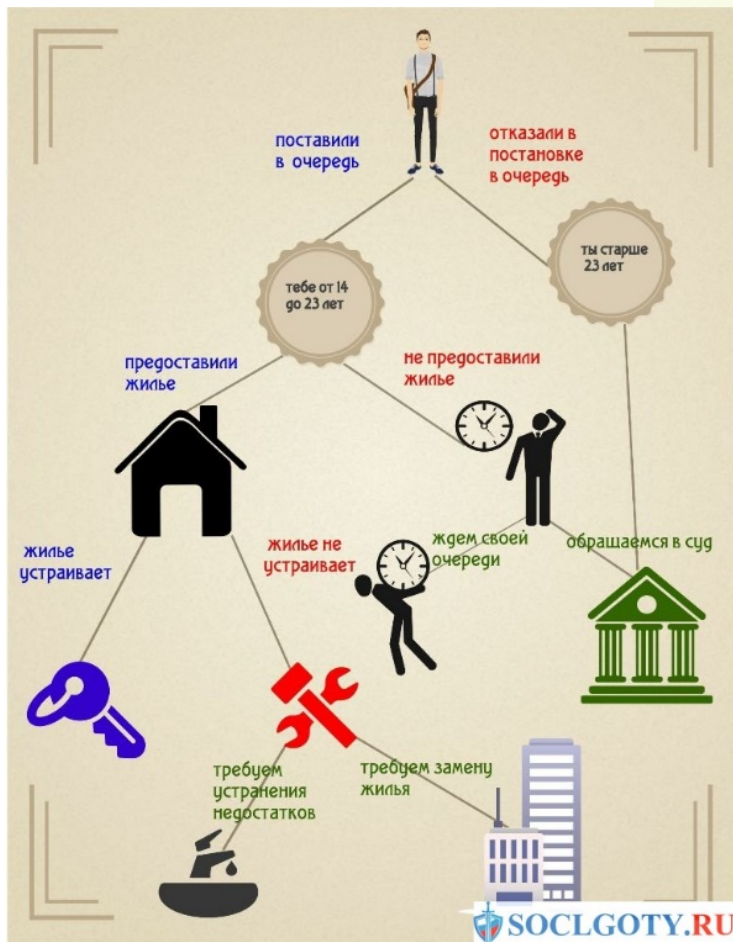 поставили
в очередь
отказали в
постановке
в очередь
ты старше
23 лет
тебе от 14
до 23 лет
предоставили
жилье
не предоставили
жилье
жилье
устраивает
жилье не
устраивает
ждем своей
очереди
обращаемся в суд
требуем
устранения
недостатков
требуем замену
жилья
SOCLGOTY.RU